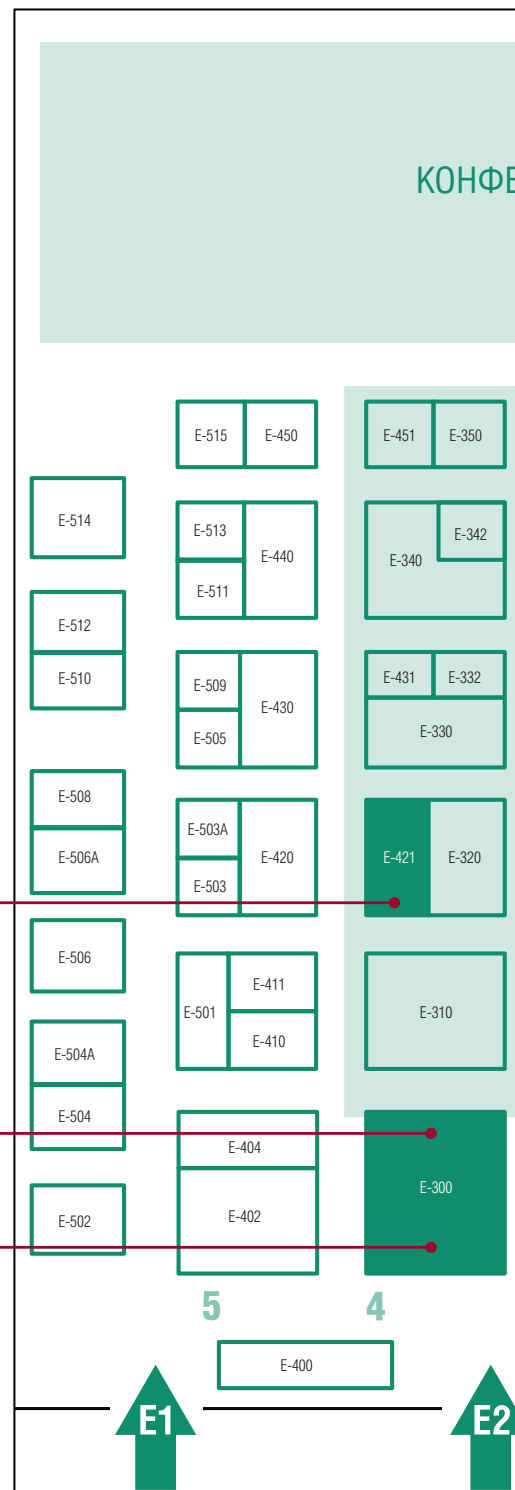 КОНФЕ
E-515 E-450 E-451 E-350
E-514
E-513 E-440 E-340 E-342
E-511
E-512
E-510
E-509 E-430 E-431 E-332
E-505 E-330
E-508
E-506A
E-503A E-420 E-421 E-320
E-503
E-506
E-501 E-411 E-310
E-410
E-504A
E-504
E-404 E-300
E-402
E-502
5 4
E-400
E1 E2